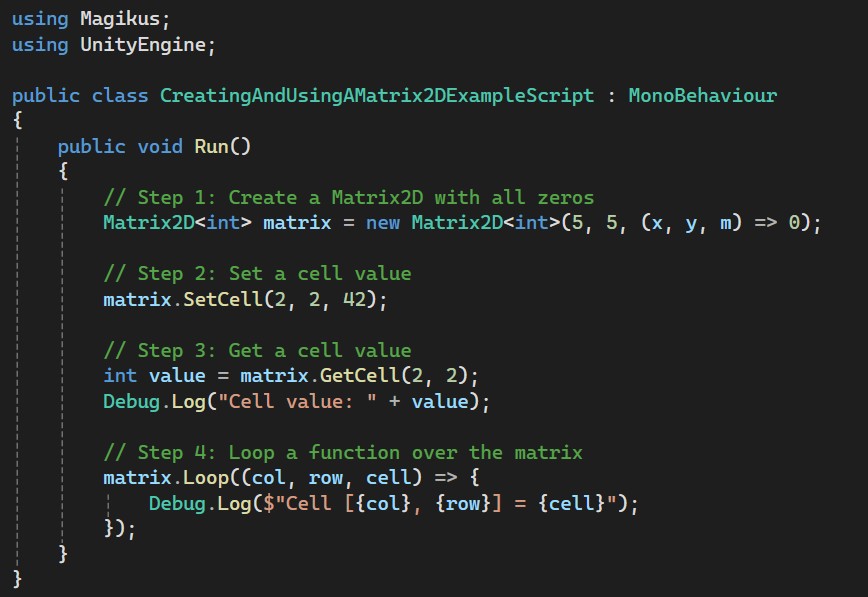 using Magikus;
using UnityEngine;

public class CreatingAndUsingAMatrix2DExampleScript : MonoBehaviour
{
    public void Run()
    {
        // Step 1: Create a Matrix2D with all zeros
        Matrix2D<int> matrix = new Matrix2D<int>(5, 5, (x, y, m) => 0);

        // Step 2: Set a cell value
        matrix.SetCell(2, 2, 42);

        // Step 3: Get a cell value
        int value = matrix.GetCell(2, 2);
        Debug.Log("Cell value: " + value);

        // Step 4: Loop a function over the matrix
        matrix.Loop((col, row, cell) => {
            Debug.Log($"Cell [{col}, {row}] = {cell}");
        });
    }
}